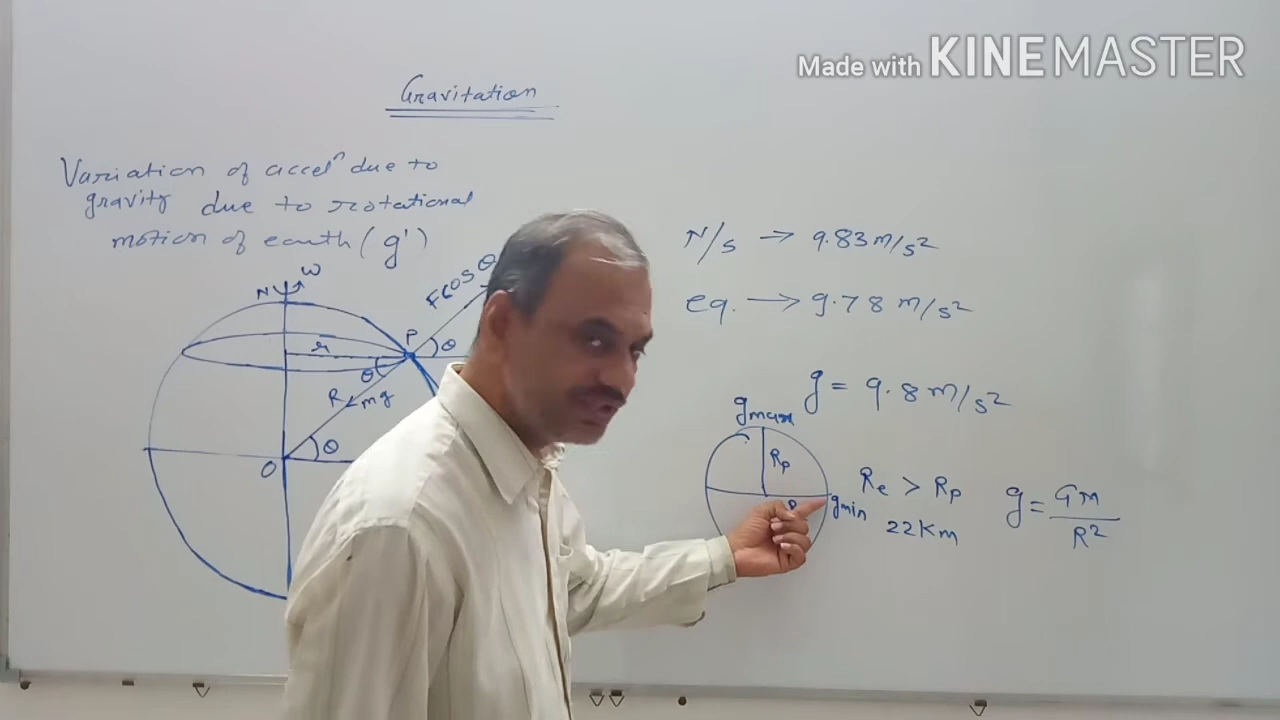 Made with KINEMASTER
Gravitation
Variation of accelⁿ due to
gravity due to rotational
motion of earth (g')
N
ω
r
P
θ
F cos θ
θ
R
mg
θ
O
N/S → 9.83 m/s²
eq. → 9.78 m/s²
g = 9.8 m/s²
gmax
Rp
gmin
Re > Rp
22 Km
g = GM / R²